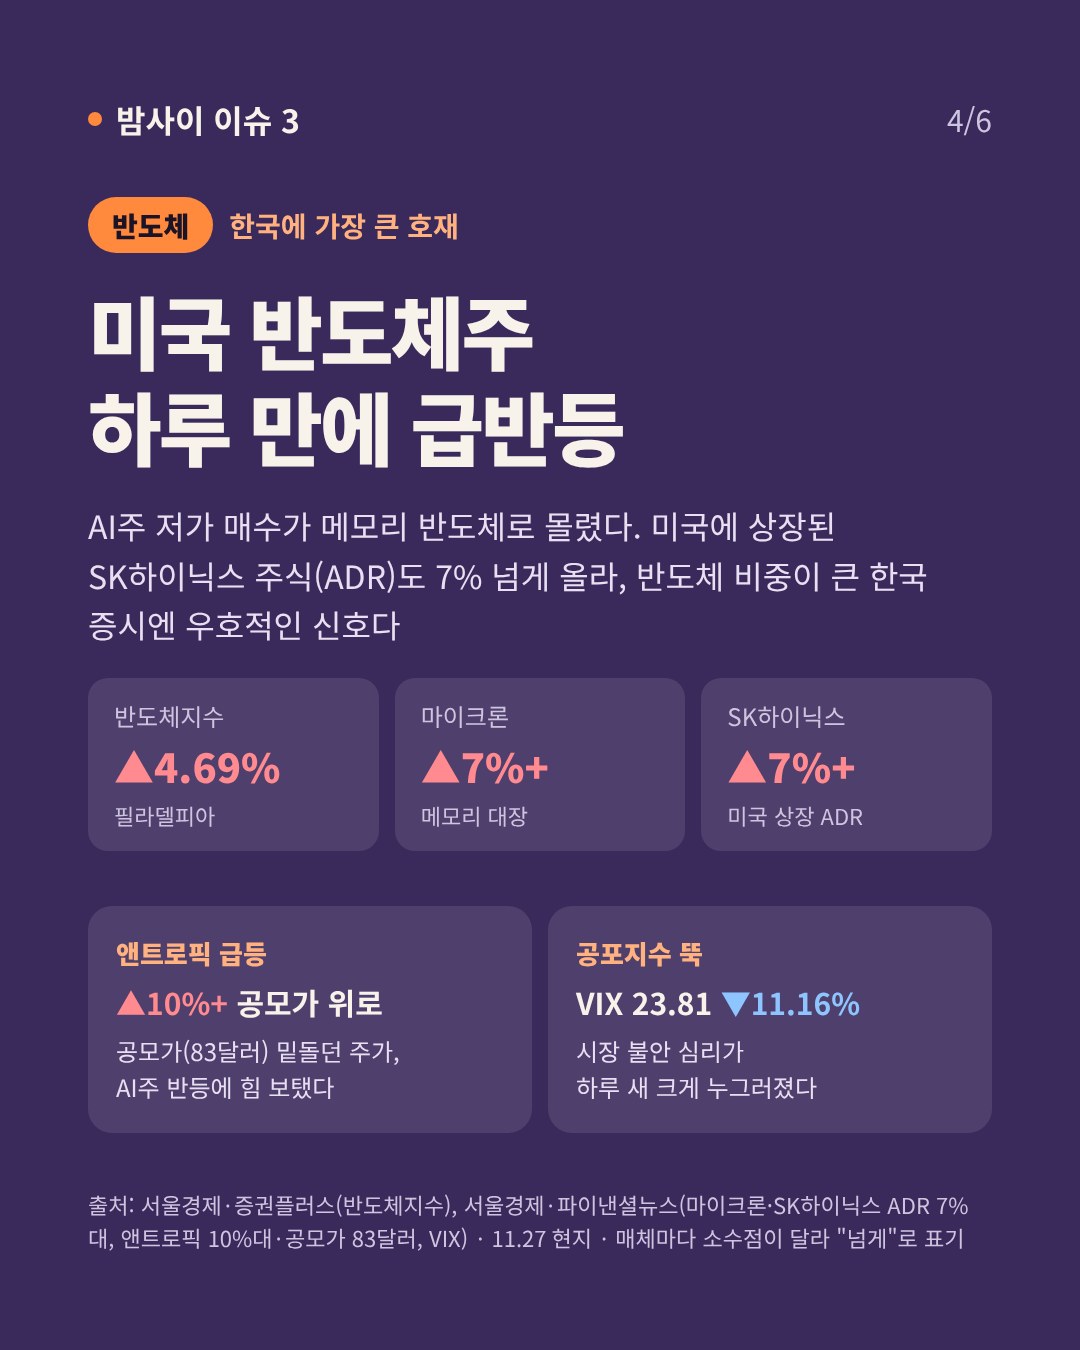 밤사이 이슈 3
4/6
반도체 한국에 가장 큰 호재
미국 반도체주
하루 만에 급반등
AI주 저가 매수가 메모리 반도체로 몰렸다. 미국에 상장된
SK하이닉스 주식(ADR)도 7% 넘게 올라, 반도체 비중이 큰 한국
증시엔 우호적인 신호다
반도체지수
▲4.69%
필라델피아
마이크론
▲7%+
메모리 대장
SK하이닉스
▲7%+
미국 상장 ADR
앤트로픽 급등
▲10%+ 공모가 위로
공모가(83달러) 밑돌던 주가,
AI주 반등에 힘 보탰다
공포지수 뚝
VIX 23.81 ▼11.16%
시장 불안 심리가
하루 새 크게 누그러졌다
출처: 서울경제·증권플러스(반도체지수), 서울경제·파이낸셜뉴스(마이크론·SK하이닉스 ADR 7%
대, 앤트로픽 10%대·공모가 83달러, VIX) · 11.27 현지 · 매체마다 소수점이 달라 "넘게"로 표기